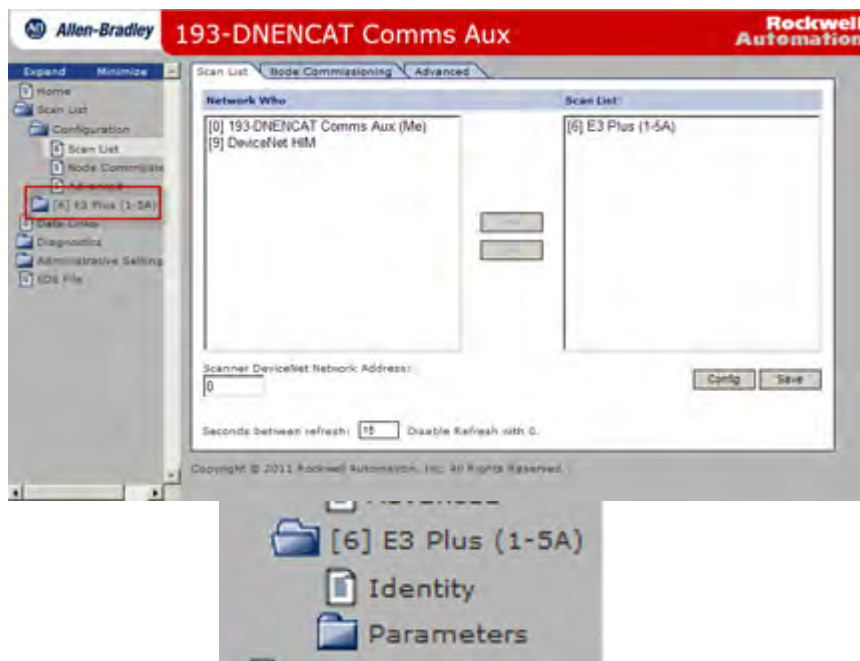 Allen-Bradley
193-DNENCAT Comms Aux
Rockwell
Automation
Expand Minimize
Home
Scan List
Configuration
Scan List
Node Commissio
Advanced
[6] E3 Plus (1-5A)
Data Links
Diagnostics
Administrative Setting
EDS File
Scan List
Node Commissioning
Advanced
Network Who
Scan List:
[0] 193-DNENCAT Comms Aux (Me)
[9] DeviceNet HIM
[6] E3 Plus (1-5A)
Scanner DeviceNet Network Address:
0
Config
Save
Seconds between refresh: 15 Disable Refresh with 0.
Copyright © 2011 Rockwell Automation, Inc. All Rights Reserved.
Advanced
[6] E3 Plus (1-5A)
Identity
Parameters